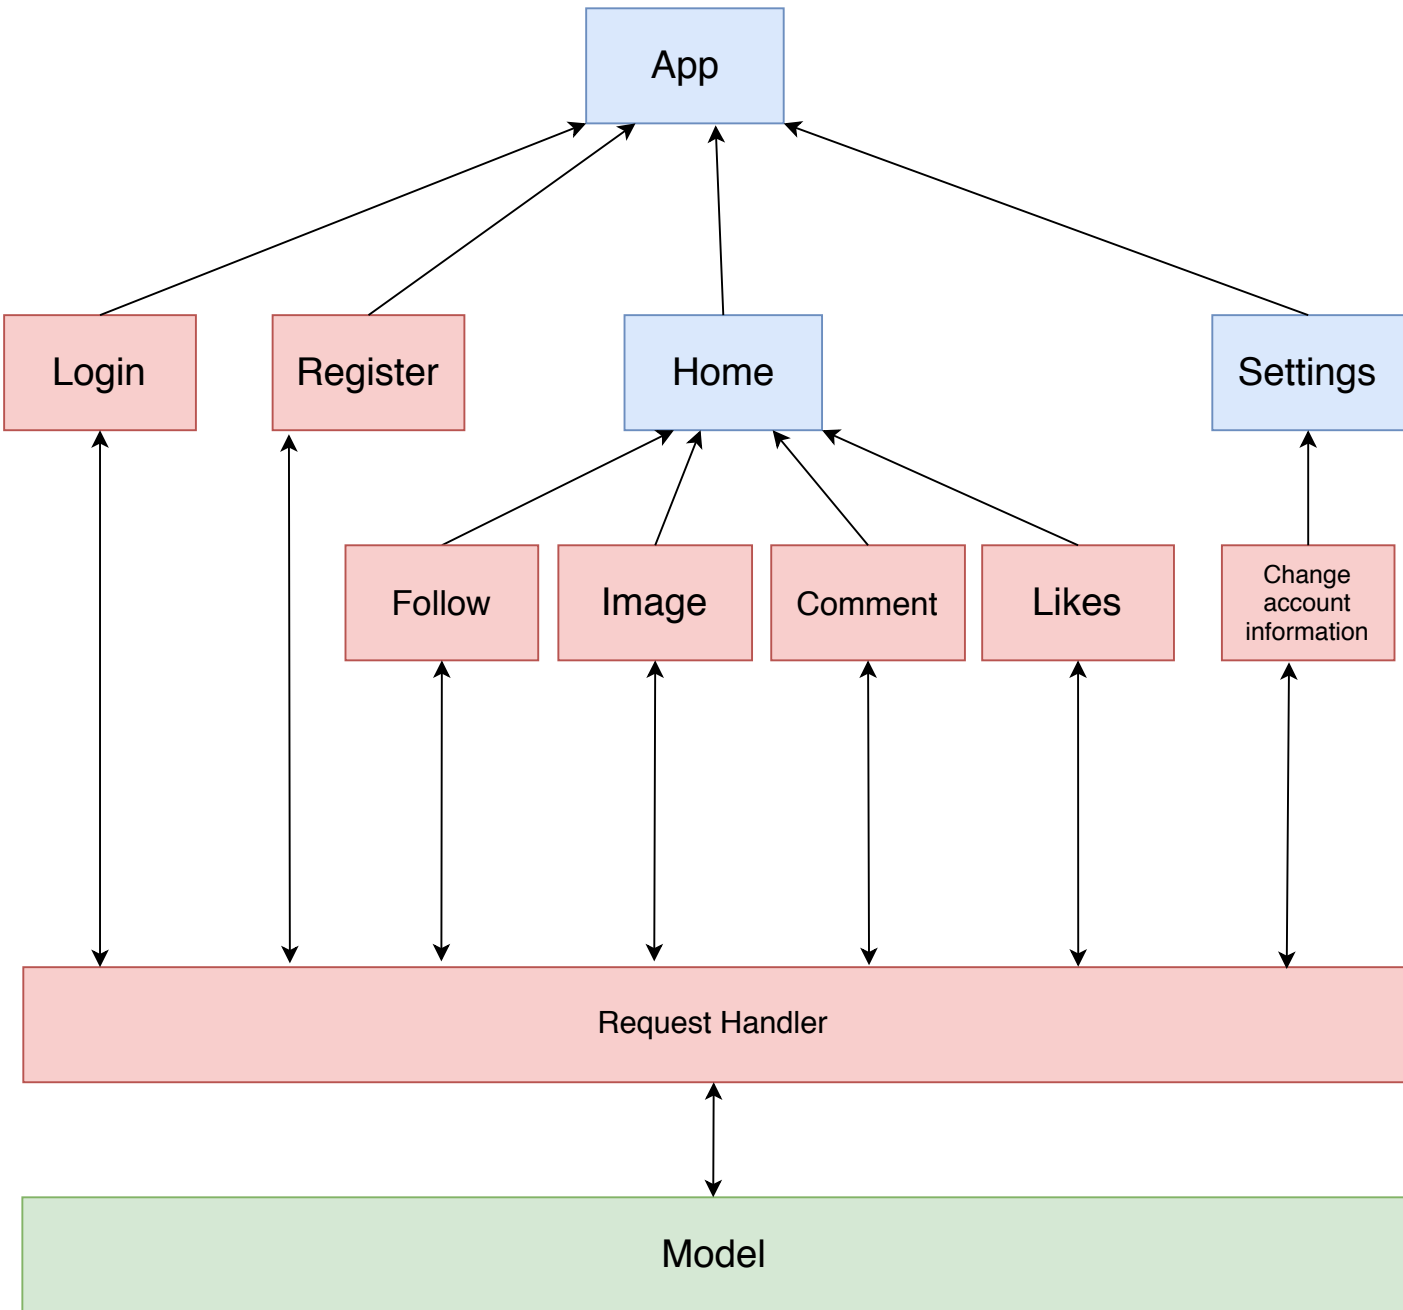 App
Login
Register
Home
Settings
Follow
Image
Comment
Likes
Change
account
information
Request Handler
Model